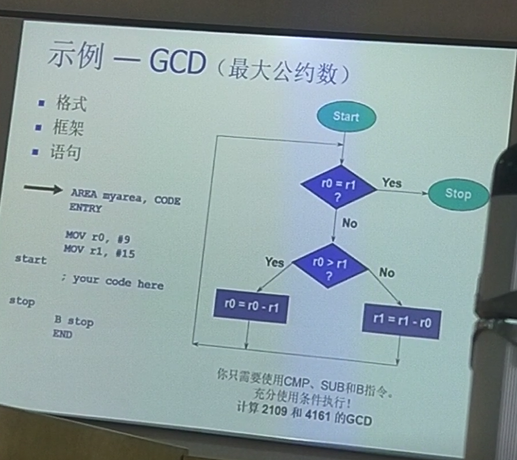 示例 — GCD（最大公约数）
格式
框架
语句
AREA myarea, CODE
ENTRY
MOV r0, #9
MOV r1, #15
start
; your code here
stop
B stop
END
Start
r0 = r1
?
Yes
Stop
No
r0 > r1
?
Yes
No
r0 = r0 - r1
r1 = r1 - r0
你只需要使用CMP、SUB和B指令。
充分使用条件执行！
计算 2109 和 4161 的GCD